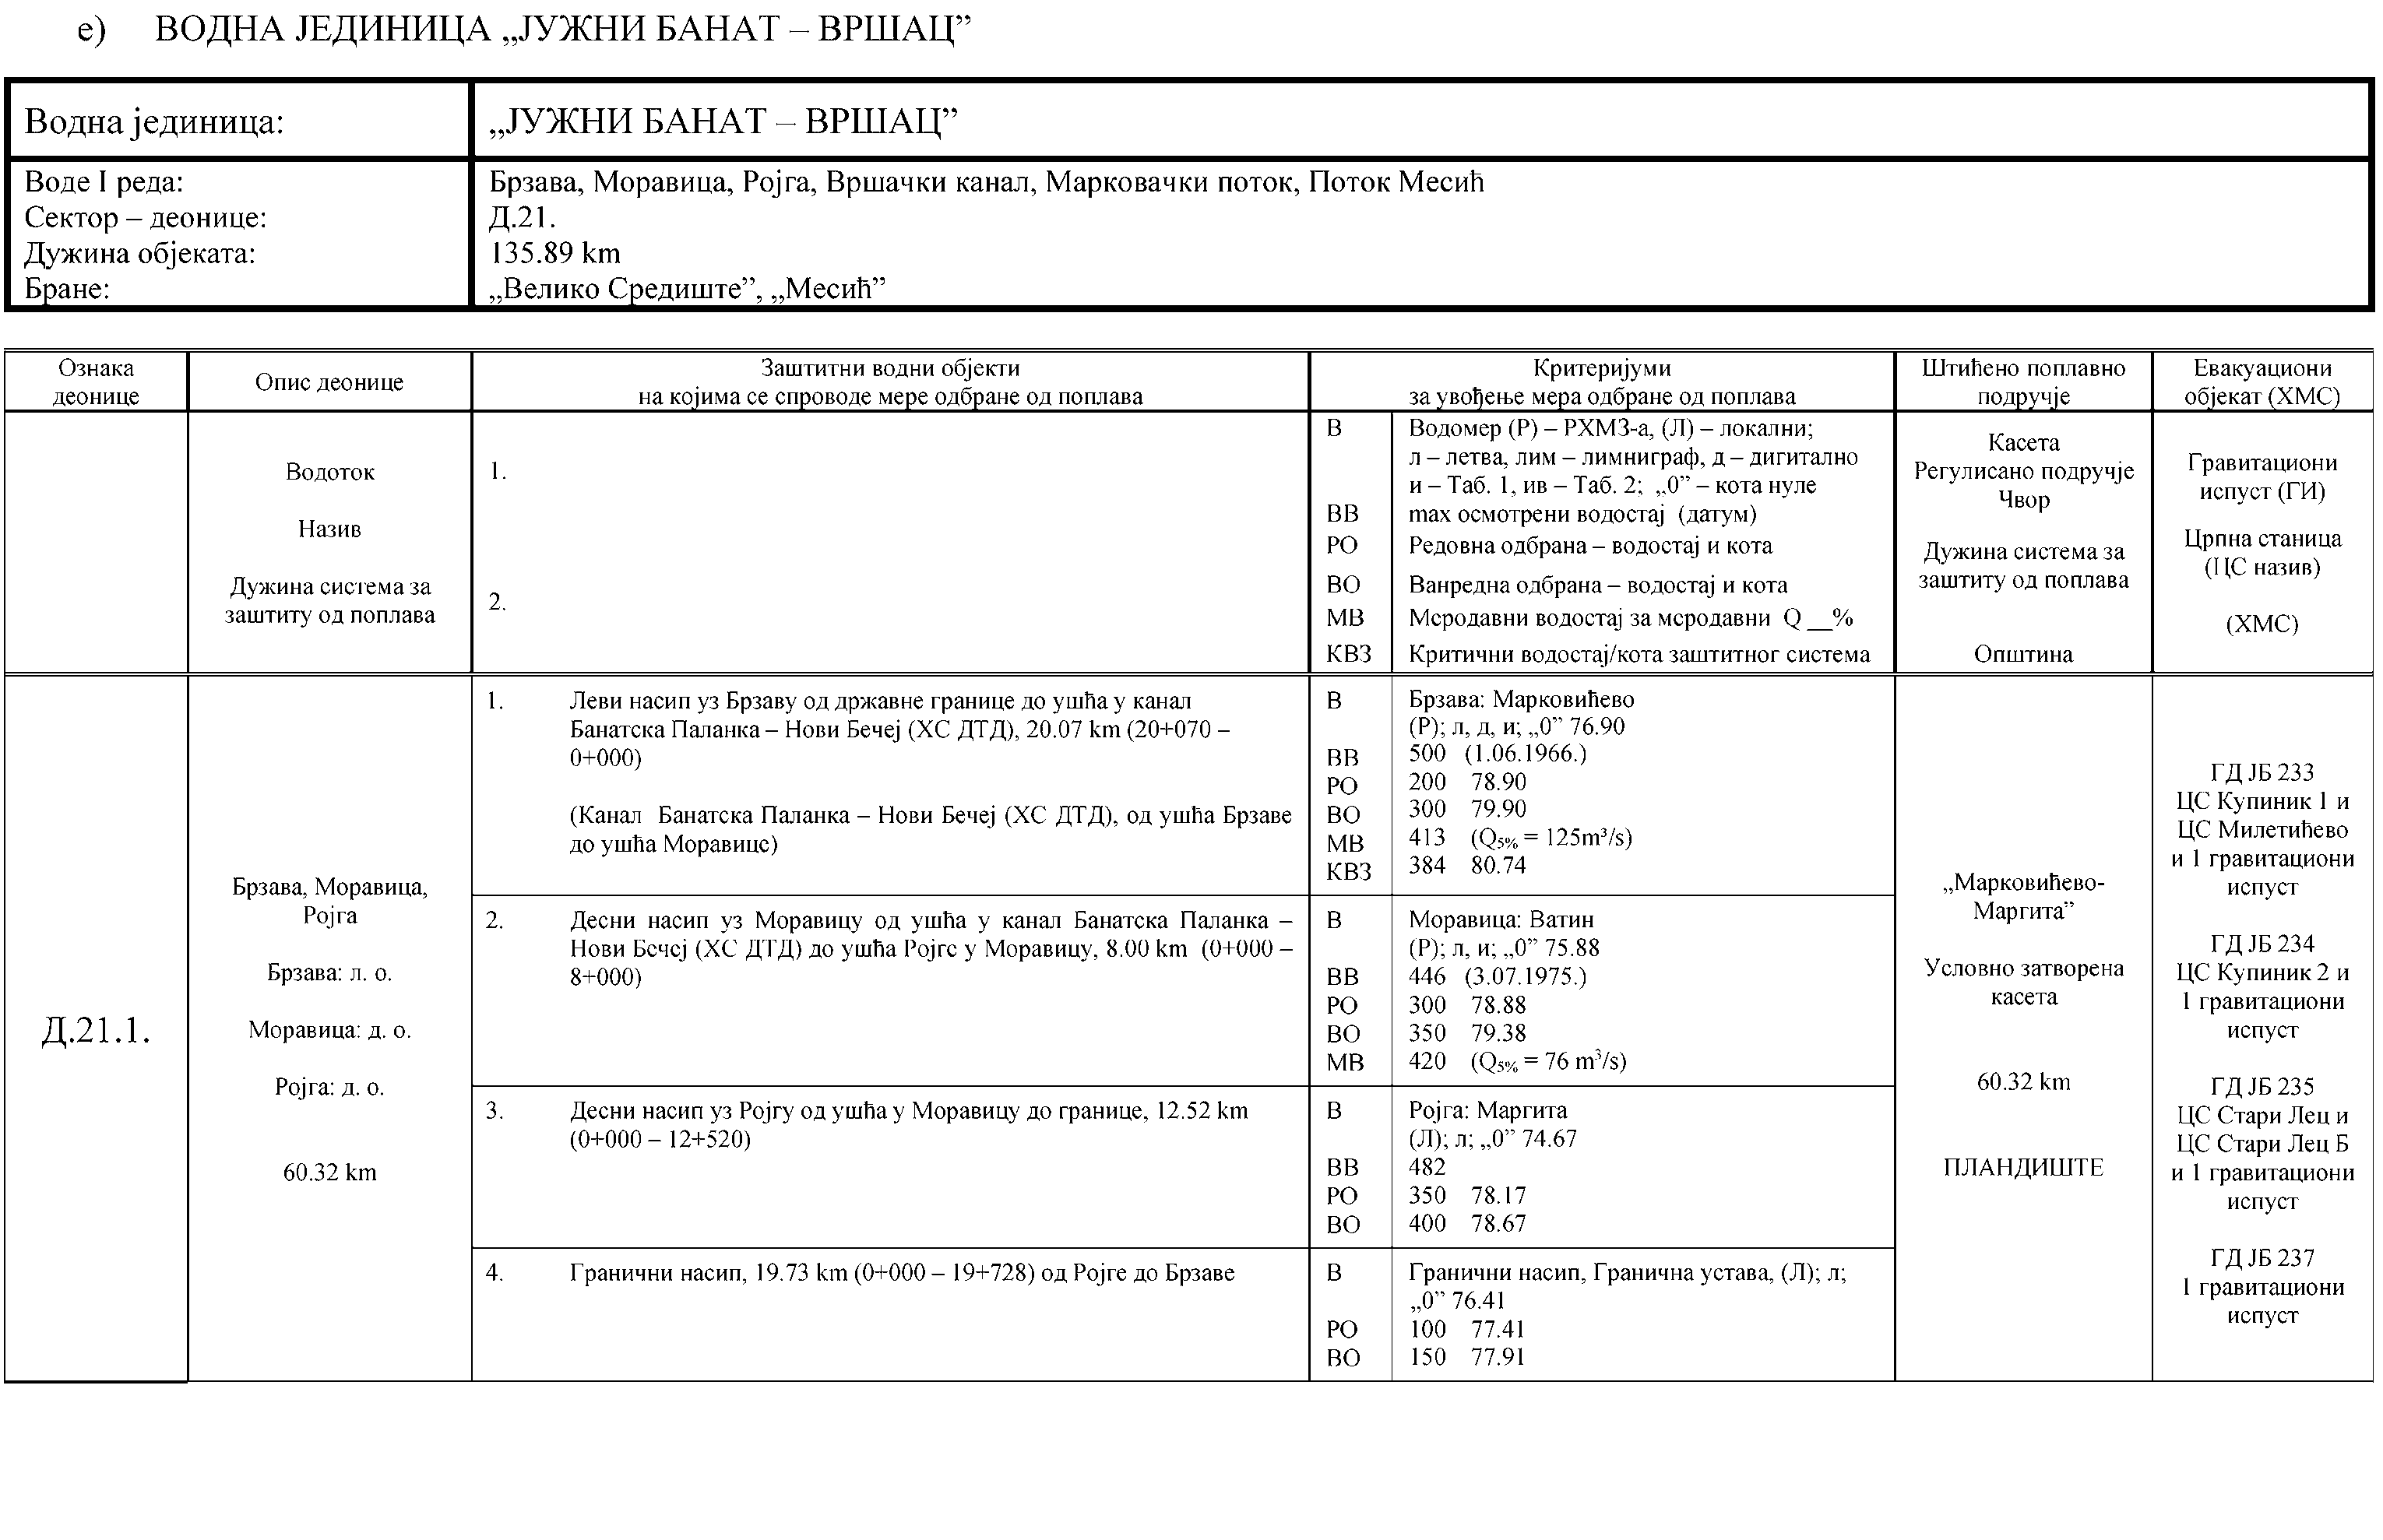 е) ВОДНА ЈЕДИНИЦА „ЈУЖНИ БАНАТ – ВРШАЦ”
Водна јединица: „ЈУЖНИ БАНАТ – ВРШАЦ”
Воде I реда: Брзава, Моравица, Ројга, Вршачки канал, Марковачки поток, Поток Месић
Сектор – деонице: Д.21.
Дужина објеката: 135.89 km
Бране: „Велико Средиште”, „Месић”
Ознака
деонице
Опис деонице
Заштитни водни објекти
на којима се спроводе мере одбране од поплава
Критеријуми
за увођење мера одбране од поплава
Штићено поплавно
подручје
Евакуациони
објекат (ХМС)
Водоток
Назив
Дужина система за
заштиту од поплава
1.
2.
В Водомер (Р) – РХМЗ-а, (Л) – локални;
л – летва, лим – лимниграф, д – дигитално
и – Таб. 1, ив – Таб. 2; „0” – кота нуле
ВВ max осмотрени водостај (датум)
РО Редовна одбрана – водостај и кота
ВО Ванредна одбрана – водостај и кота
МВ Меродавни водостај за меродавни Q __%
КВЗ Критични водостај/кота заштитног система
Касета
Регулисано подручје
Чвор
Дужина система за
заштиту од поплава
Општина
Гравитациони
испуст (ГИ)
Црпна станица
(ЦС назив)
(ХМС)
Д.21.1.
Брзава, Моравица,
Ројга
Брзава: л. о.
Моравица: д. о.
Ројга: д. о.
60.32 km
1. Леви насип уз Брзаву од државне границе до ушћа у канал
Банатска Паланка – Нови Бечеј (ХС ДТД), 20.07 km (20+070 –
0+000)
(Канал Банатска Паланка – Нови Бечеј (ХС ДТД), од ушћа Брзаве
до ушћа Моравице)
В Брзава: Марковићево
(Р); л, д, и; „0” 76.90
ВВ 500 (1.06.1966.)
РО 200 78.90
ВО 300 79.90
МВ 413 (Q5% = 125m³/s)
КВЗ 384 80.74
2. Десни насип уз Моравицу од ушћа у канал Банатска Паланка –
Нови Бечеј (ХС ДТД) до ушћа Ројге у Моравицу, 8.00 km (0+000 –
8+000)
В Моравица: Ватин
(Р); л, и; „0” 75.88
ВВ 446 (3.07.1975.)
РО 300 78.88
ВО 350 79.38
МВ 420 (Q5% = 76 m³/s)
3. Десни насип уз Ројгу од ушћа у Моравицу до границе, 12.52 km
(0+000 – 12+520)
В Ројга: Маргита
(Л); л; „0” 74.67
ВВ 482
РО 350 78.17
ВО 400 78.67
4. Гранични насип, 19.73 km (0+000 – 19+728) од Ројге до Брзаве
В Гранични насип, Гранична устава, (Л); л;
„0” 76.41
РО 100 77.41
ВО 150 77.91
„Марковићево-
Маргита”
Условно затворена
касета
60.32 km
ПЛАНДИШТЕ
ГД ЈБ 233
ЦС Купиник 1 и
ЦС Милетићево
и 1 гравитациони
испуст
ГД ЈБ 234
ЦС Купиник 2 и
1 гравитациони
испуст
ГД ЈБ 235
ЦС Стари Лец и
ЦС Стари Лец Б
и 1 гравитациони
испуст
ГД ЈБ 237
1 гравитациони
испуст